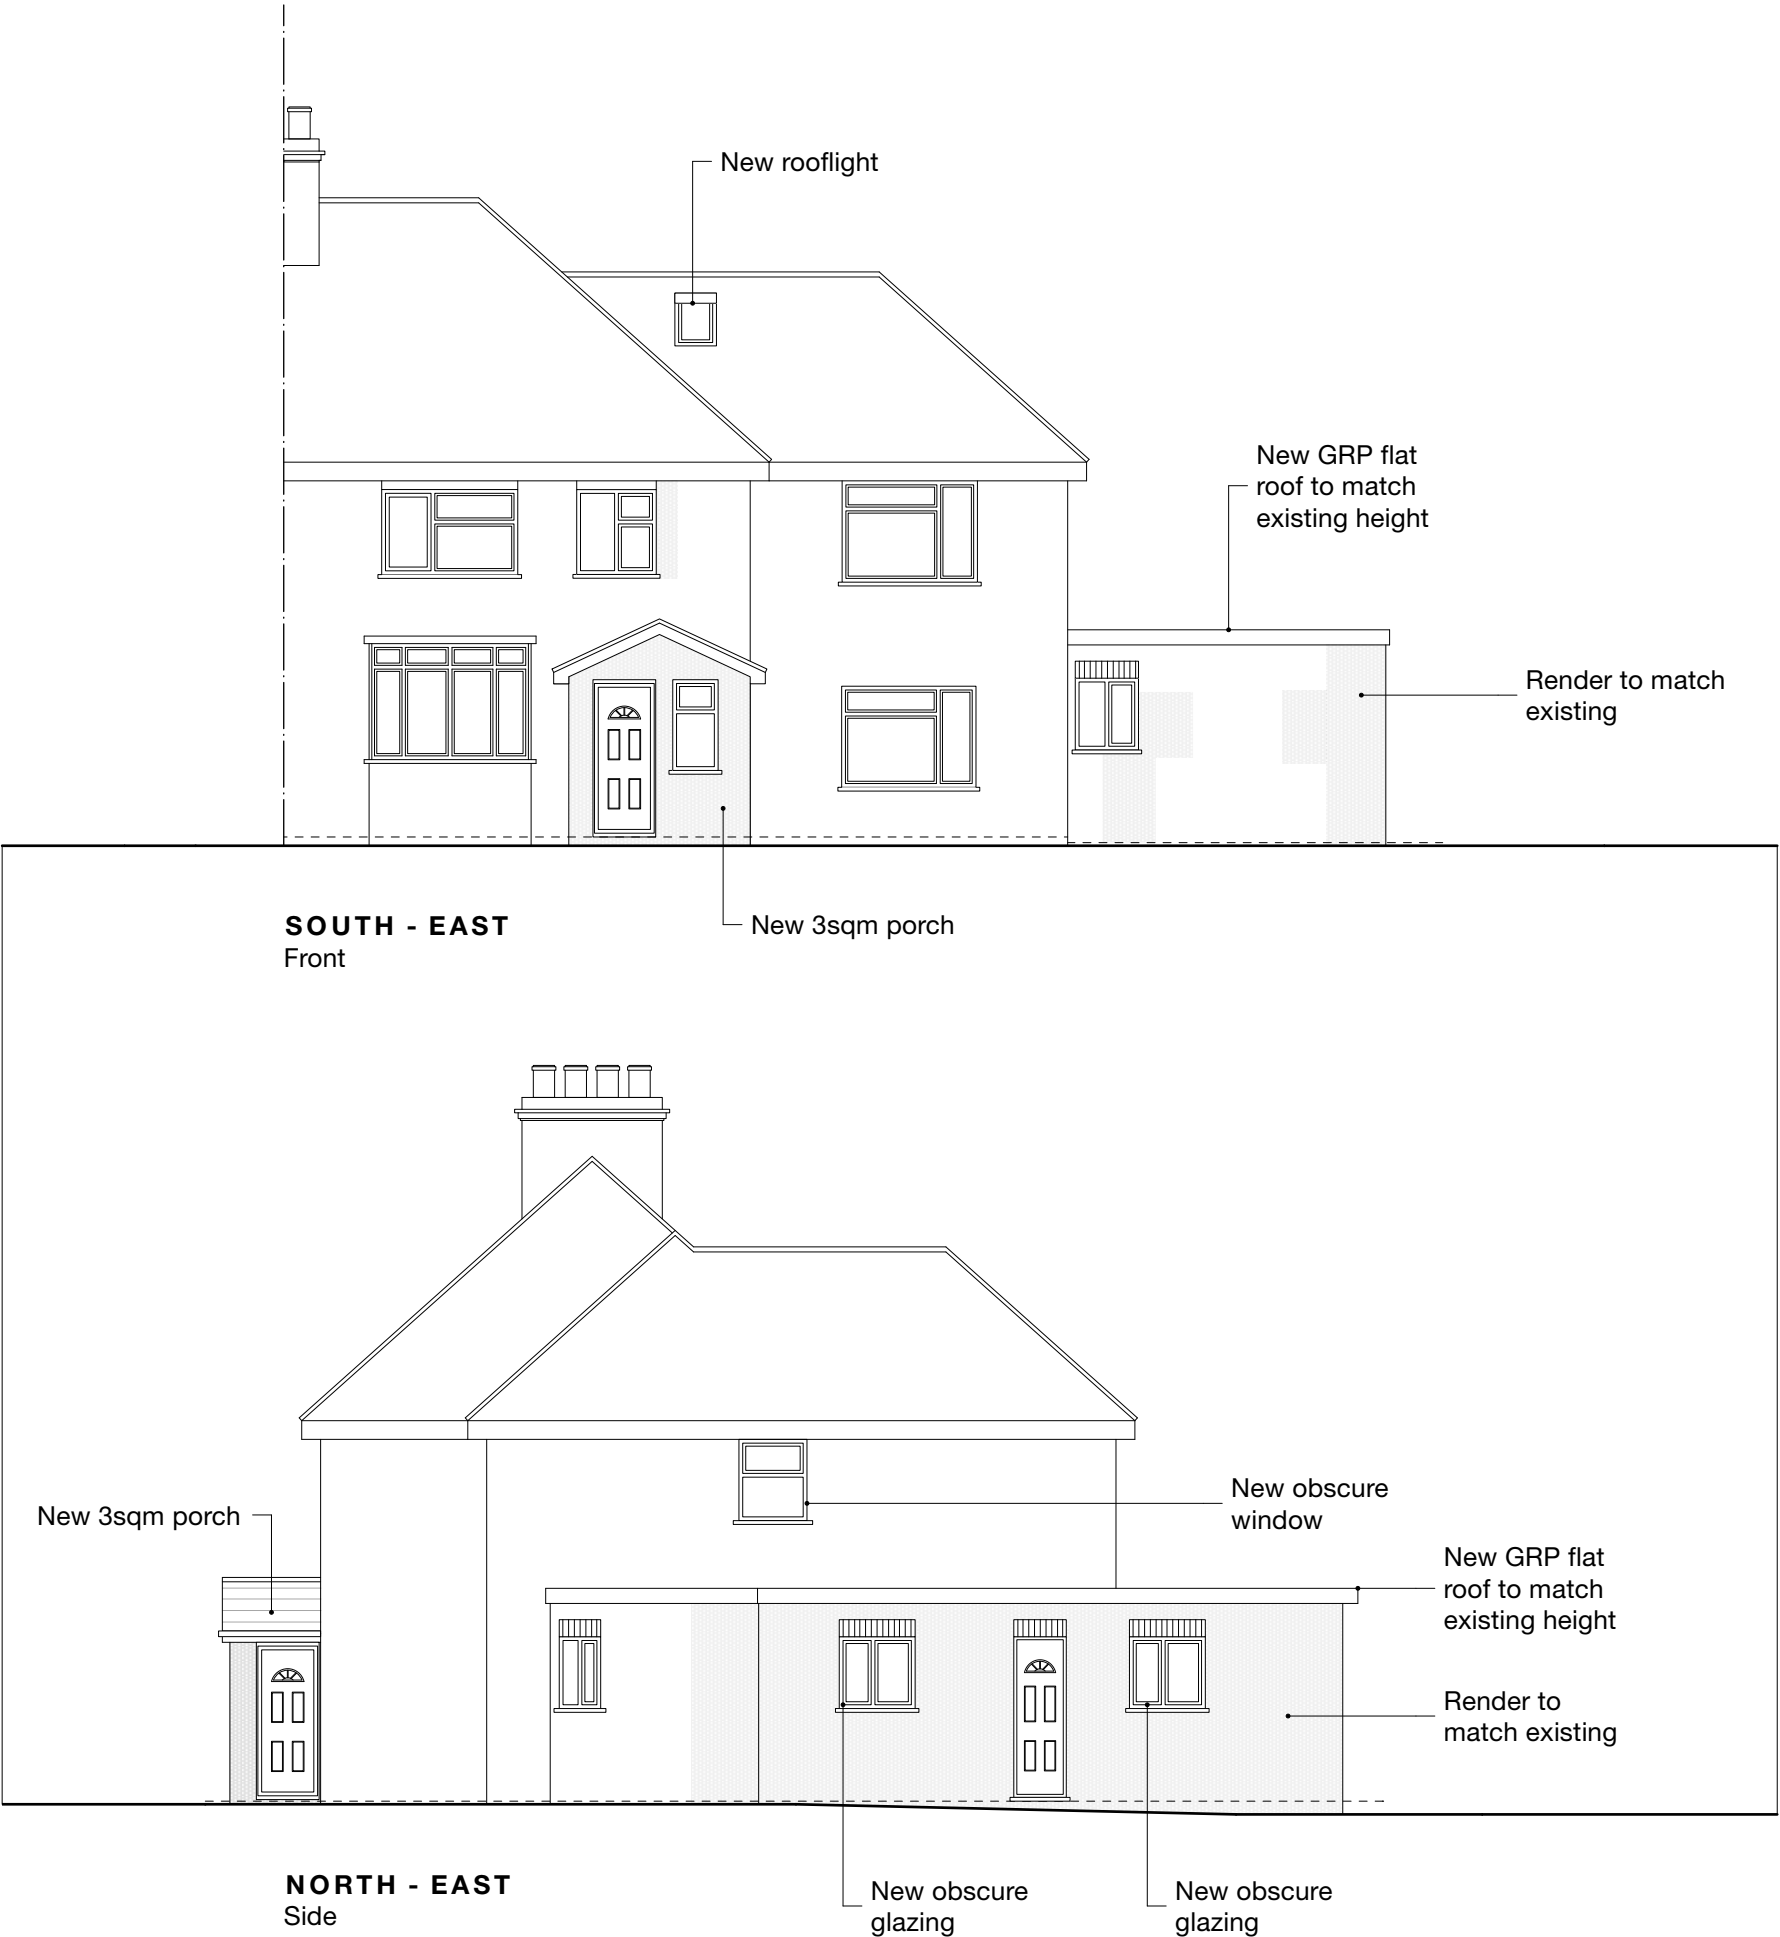 New rooflight
New GRP flat
roof to match
existing height
Render to match
existing
SOUTH - EAST
Front
New 3sqm porch
New 3sqm porch
New obscure
window
New GRP flat
roof to match
existing height
Render to
match existing
NORTH - EAST
Side
New obscure
glazing
New obscure
glazing